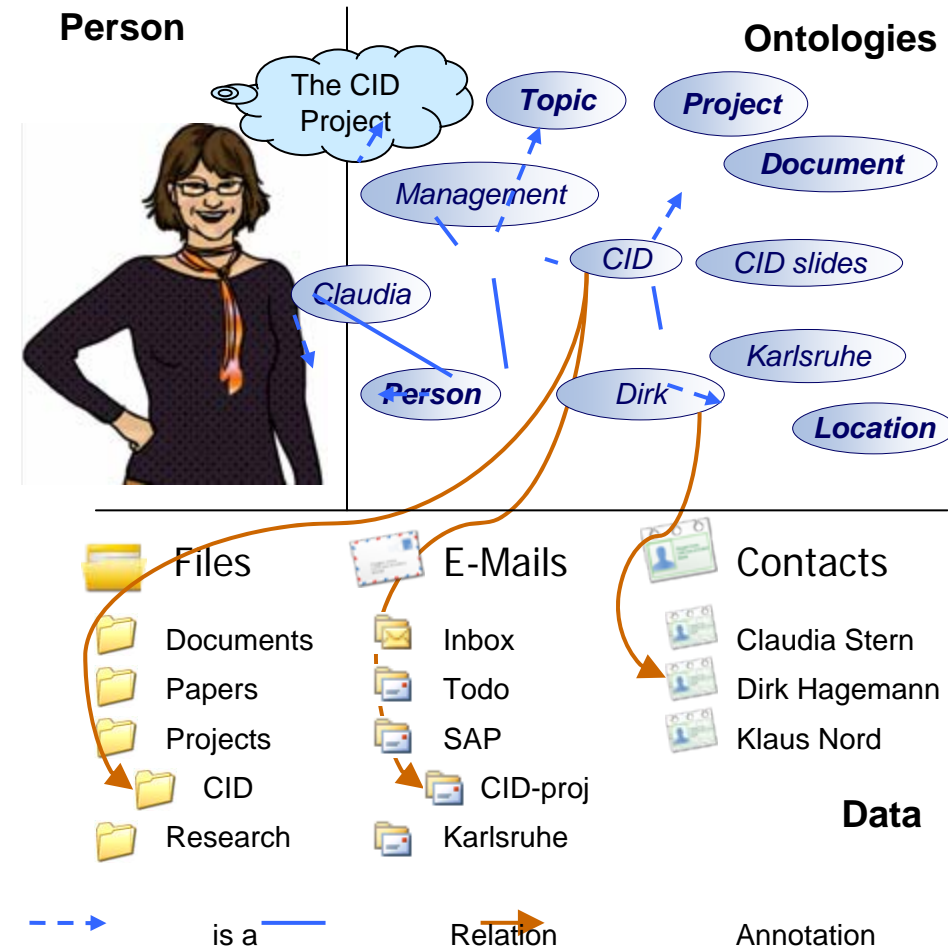 Person
Ontologies
The CID
Project
Topic
Project
Document
Management
CID
CID slides
Claudia
Karlsruhe
Person
Dirk
Location
Files
E-Mails
Contacts
Documents
Inbox
Claudia Stern
Papers
Todo
Dirk Hagemann
Projects
SAP
Klaus Nord
CID
CID-proj
Data
Research
Karlsruhe
is a
Relation
Annotation